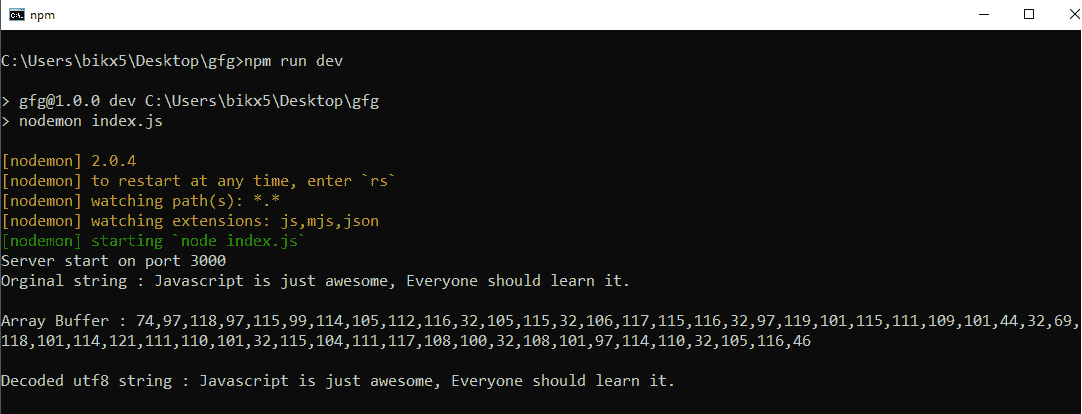 npm
C:\Users\bikx5\Desktop\gfg>npm run dev
> gfg@1.0.0 dev C:\Users\bikx5\Desktop\gfg
> nodemon index.js
[nodemon] 2.0.4
[nodemon] to restart at any time, enter `rs`
[nodemon] watching path(s): *.*
[nodemon] watching extensions: js,mjs,json
[nodemon] starting `node index.js`
Server start on port 3000
Orginal string : Javascript is just awesome, Everyone should learn it.
Array Buffer : 74,97,118,97,115,99,114,105,112,116,32,105,115,32,106,117,115,116,32,97,119,101,115,111,109,101,44,32,69,
118,101,114,121,111,110,101,32,115,104,111,117,108,100,32,108,101,97,114,110,32,105,116,46
Decoded utf8 string : Javascript is just awesome, Everyone should learn it.